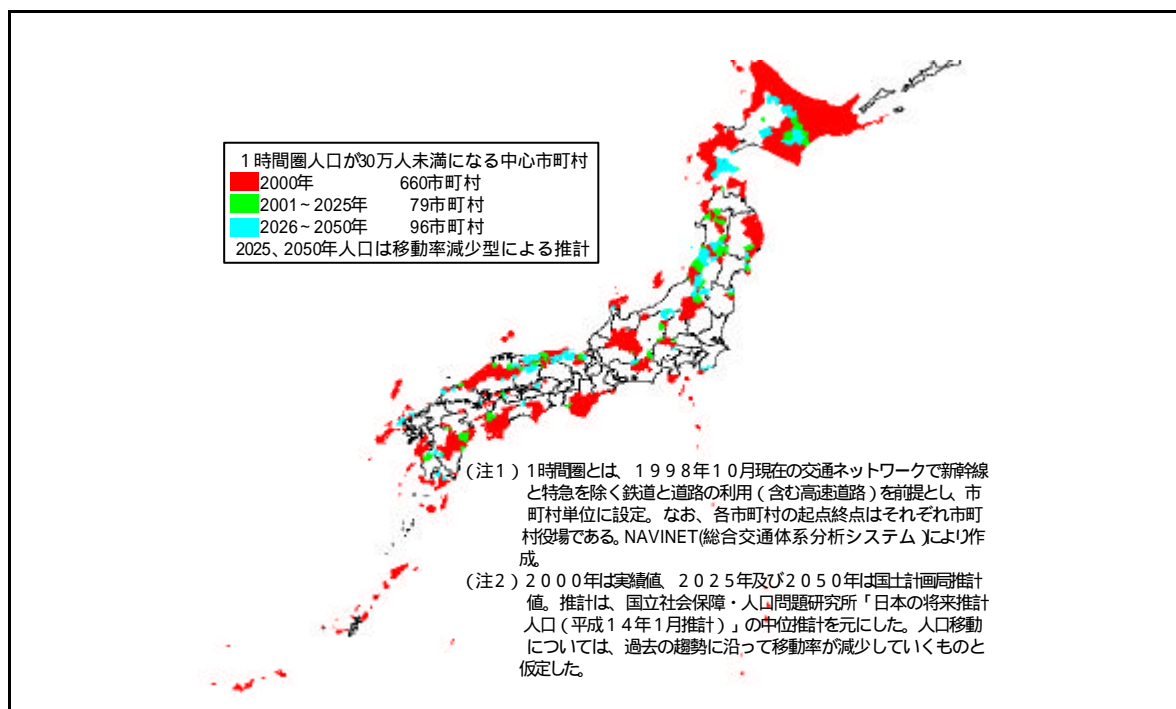 1時間圏人口が30万人未満になる中心市町村
2000年 660市町村
2001~2025年 79市町村
2026~2050年 96市町村
2025、2050年人口は移動率減少型による推計
(注1)1時間圏とは、1998年10月現在の交通ネットワークで新幹線
と特急を除く鉄道と道路の利用(含む高速道路)を前提とし、市
町村単位に設定。なお、各市町村の起点終点はそれぞれ市町
村役場である。NAVINET(総合交通体系分析システム)により作
成。
(注2)2000年は実績値、2025年及び2050年は国土計画局推計
値。推計は、国立社会保障・人口問題研究所「日本の将来推計
人口(平成14年1月推計)」の中位推計を元にした。人口移動
については、過去の趨勢に沿って移動率が減少していくものと
仮定した。